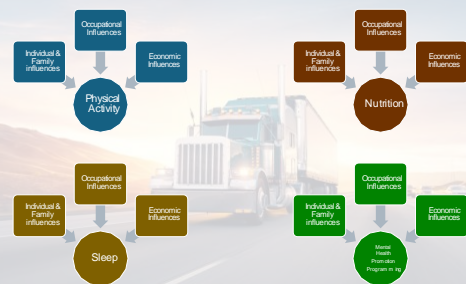 Occupational
Influences
Individual &
Family
influences
Economic
Influences
Physical
Activity
Occupational
Influences
Individual &
Family
influences
Economic
Influences
Nutrition
Occupational
Influences
Individual &
Family
influences
Economic
Influences
Sleep
Occupational
Influences
Individual &
Family
influences
Economic
Influences
Mental
Health
Promotion
Programming